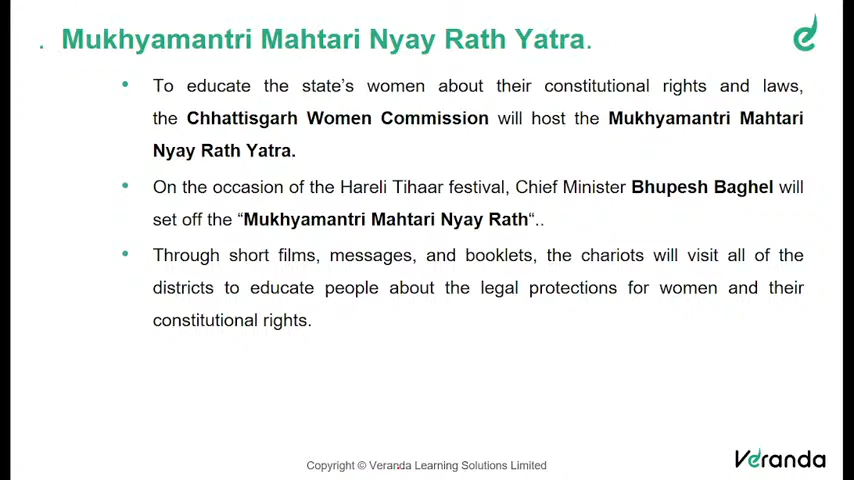 . Mukhyamantri Mahtari Nyay Rath Yatra.
• To educate the state’s women about their constitutional rights and laws,
the Chhattisgarh Women Commission will host the Mukhyamantri Mahtari
Nyay Rath Yatra.
• On the occasion of the Hareli Tihaar festival, Chief Minister Bhupesh Baghel will
set off the “Mukhyamantri Mahtari Nyay Rath“..
• Through short films, messages, and booklets, the chariots will visit all of the
districts to educate people about the legal protections for women and their
constitutional rights.
Copyright © Veranda Learning Solutions Limited
Veranda